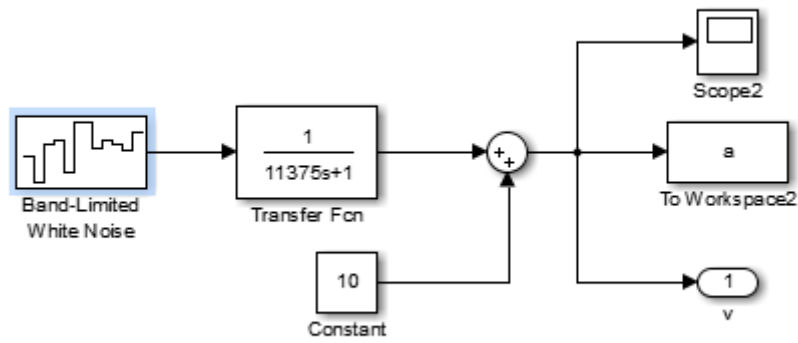 Scope2
1
11375s+1
Transfer Fcn
Band-Limited
White Noise
+
+
a
To Workspace2
10
Constant
1
v